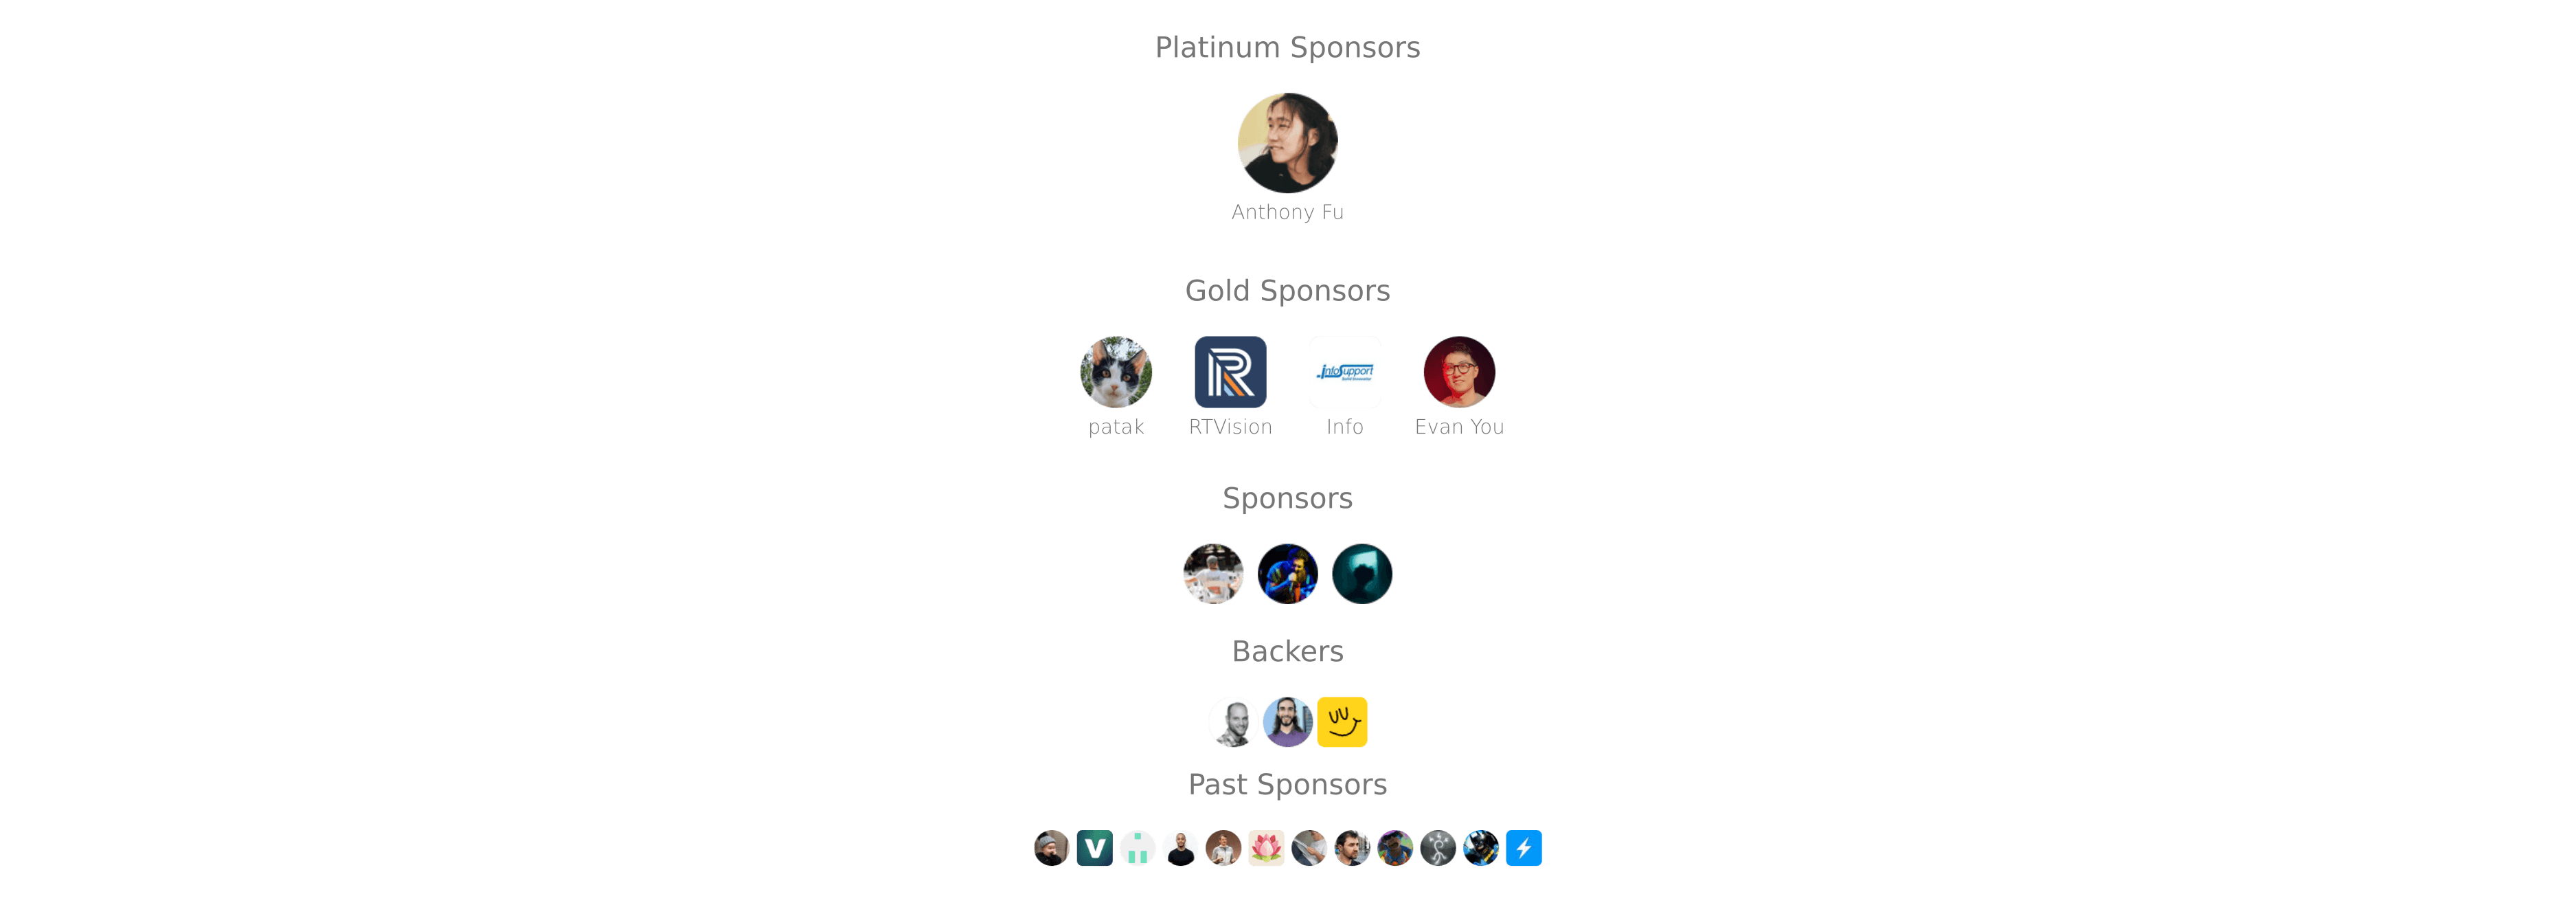 Platinum Sponsors
Anthony Fu
Gold Sponsors
infoSupport
patak RTVision Info Evan You
Sponsors
Backers
Past Sponsors
V